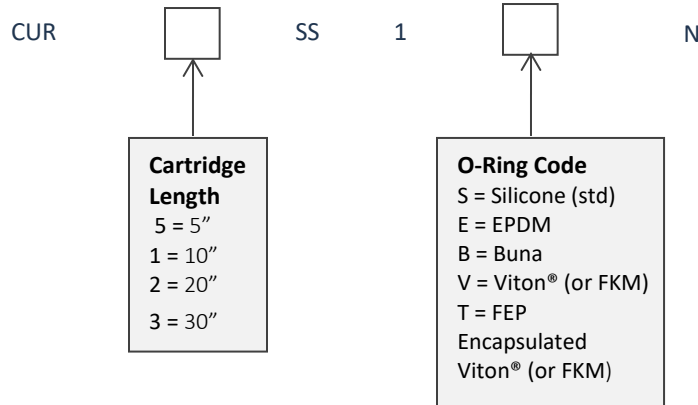 CUR SS 1 N
Cartridge
Length
5 = 5”
1 = 10”
2 = 20”
3 = 30”
O-Ring Code
S = Silicone (std)
E = EPDM
B = Buna
V = Viton® (or FKM)
T = FEP
Encapsulated
Viton® (or FKM)